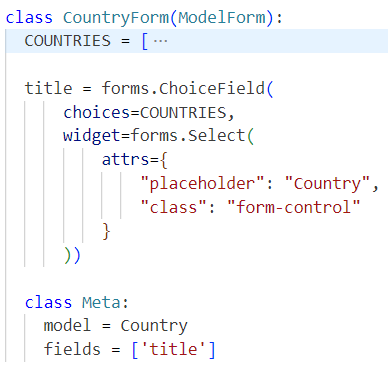 class CountryForm(ModelForm):
COUNTRIES = [ ...
title = forms.ChoiceField(
choices=COUNTRIES,
widget=forms.Select(
attrs={
"placeholder": "Country",
"class": "form-control"
}
))
class Meta:
model = Country
fields = ['title']